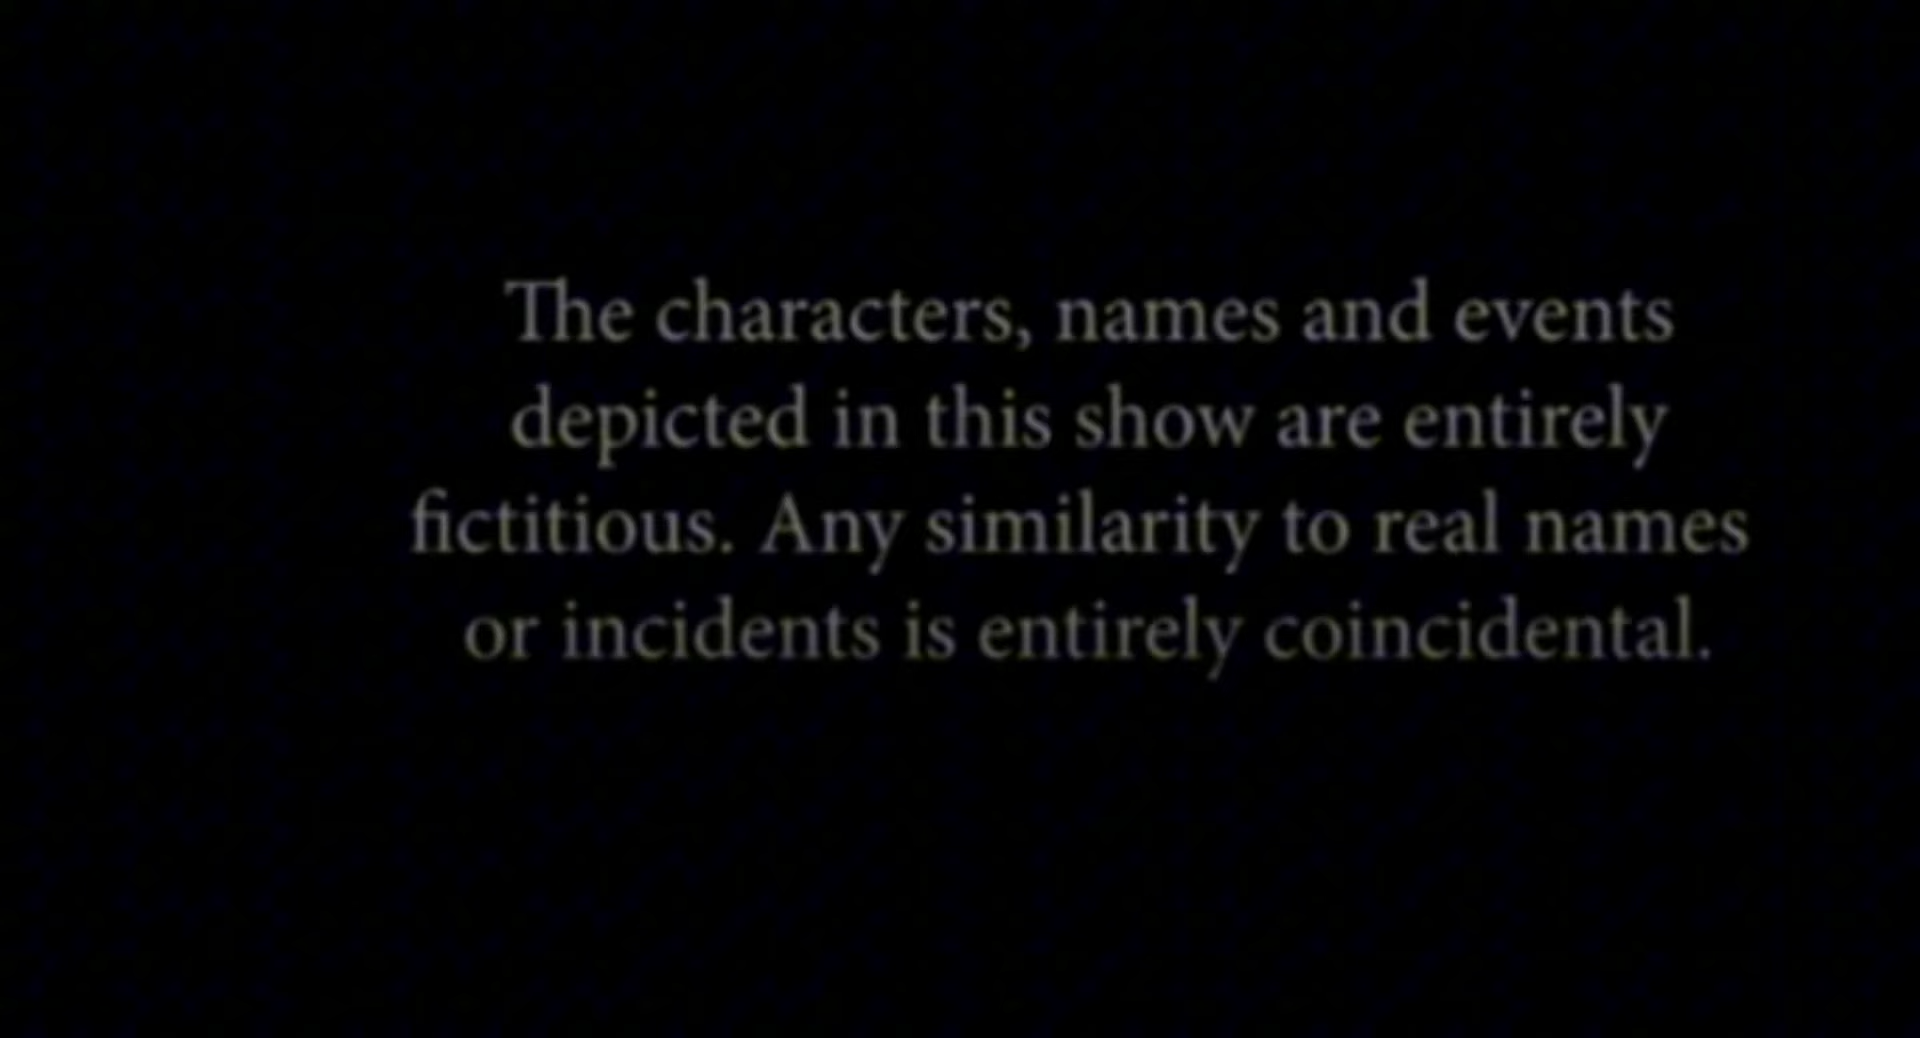 The characters, names and events
depicted in this show are entirely
fictitious. Any similarity to real names
or incidents is entirely coincidental.